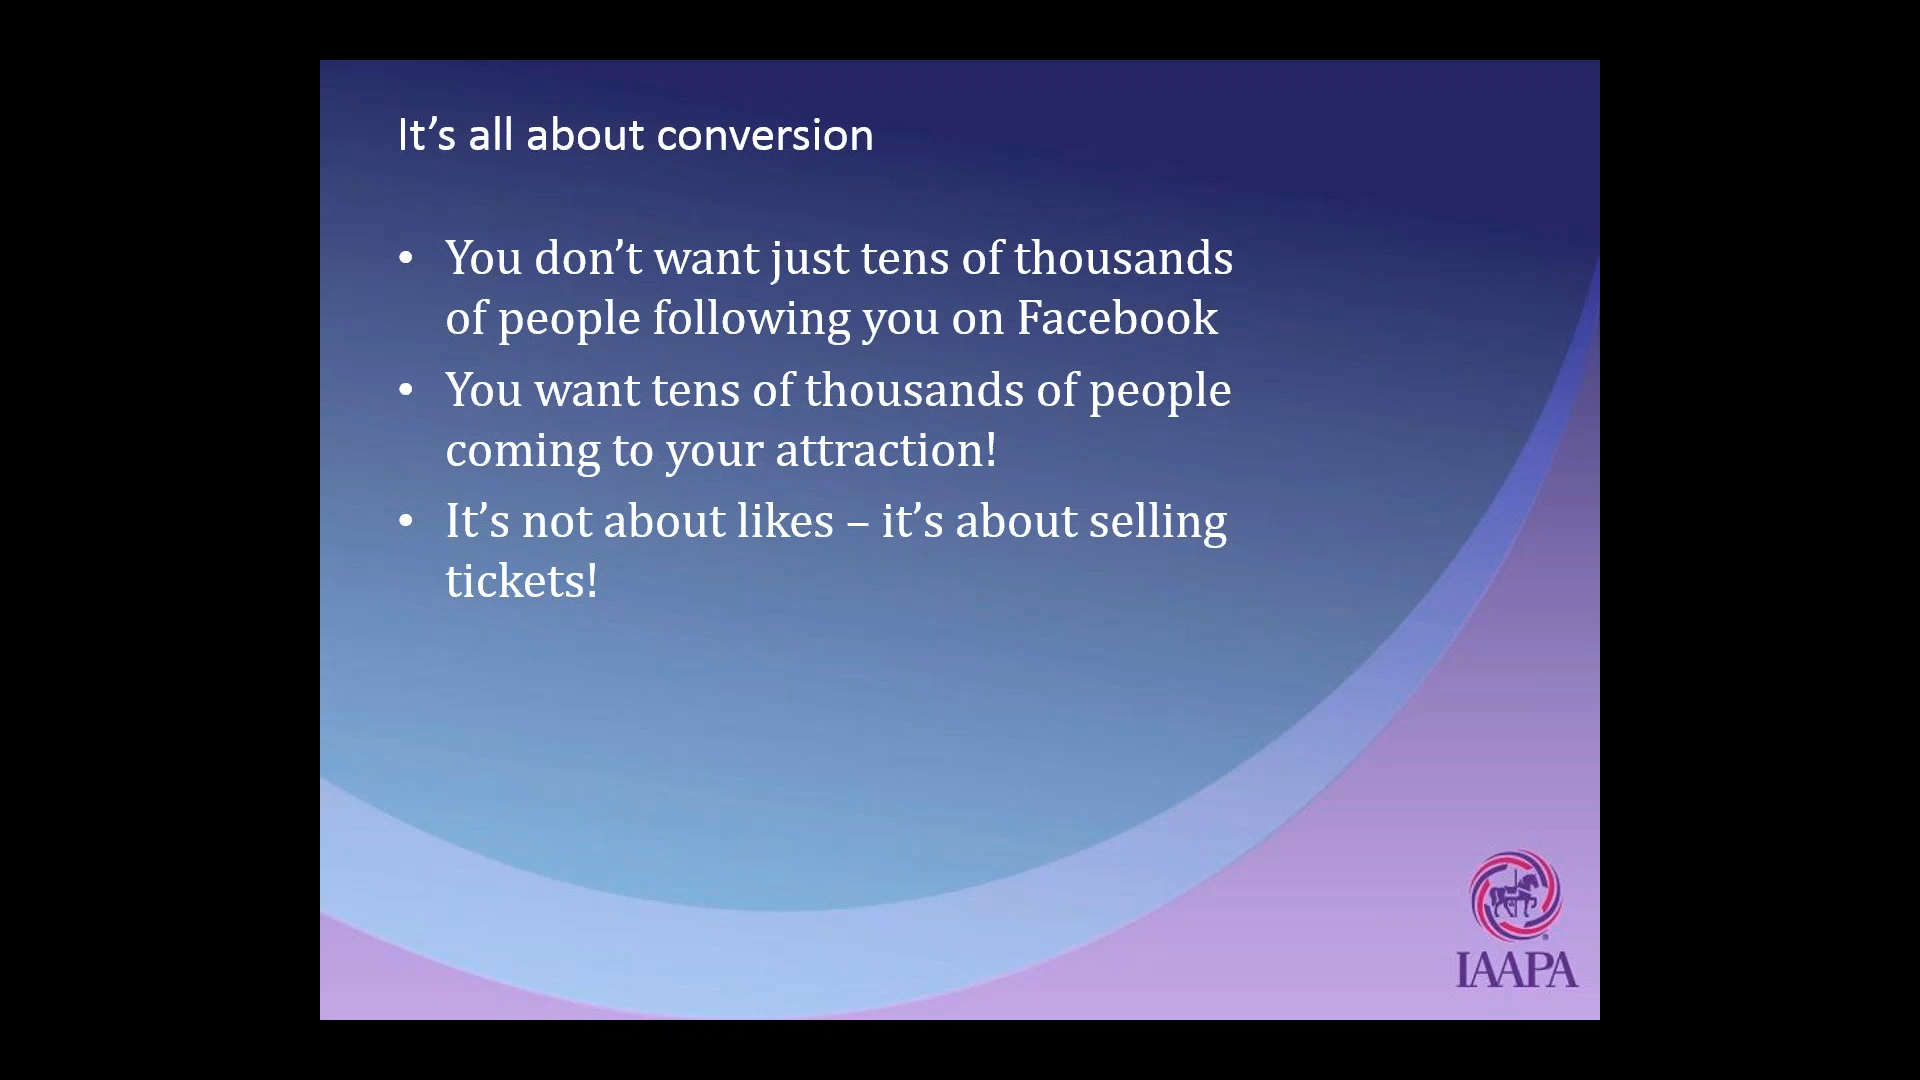 It’s all about conversion
• You don’t want just tens of thousands
of people following you on Facebook
• You want tens of thousands of people
coming to your attraction!
• It’s not about likes – it’s about selling
tickets!
IAAPA